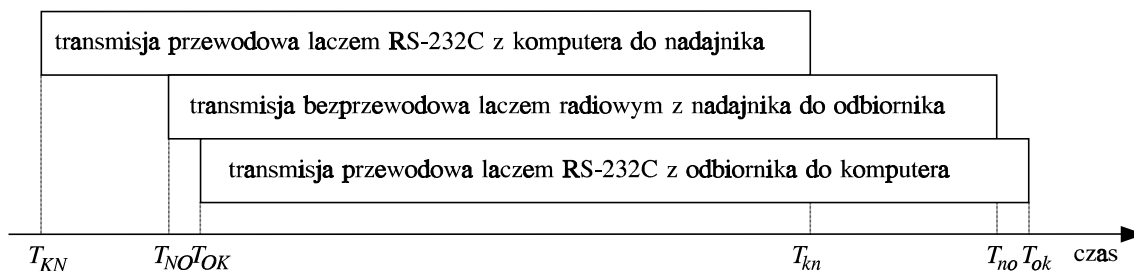 transmisja przewodowa laczem RS-232C z komputera do nadajnika
transmisja bezprzewodowa laczem radiowym z nadajnika do odbiornika
transmisja przewodowa laczem RS-232C z odbiornika do komputera
T_KN T_NO T_OK T_kn T_no T_ok czas